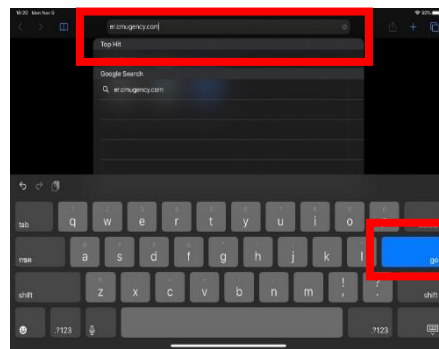 er.cmugency.com
Top Hit
Google Search
er.cmugency.com
tab q w e r t y u i o
a s d f g h j k l go
shift z x c v b n m ! , ? . shift
.?123 .?123